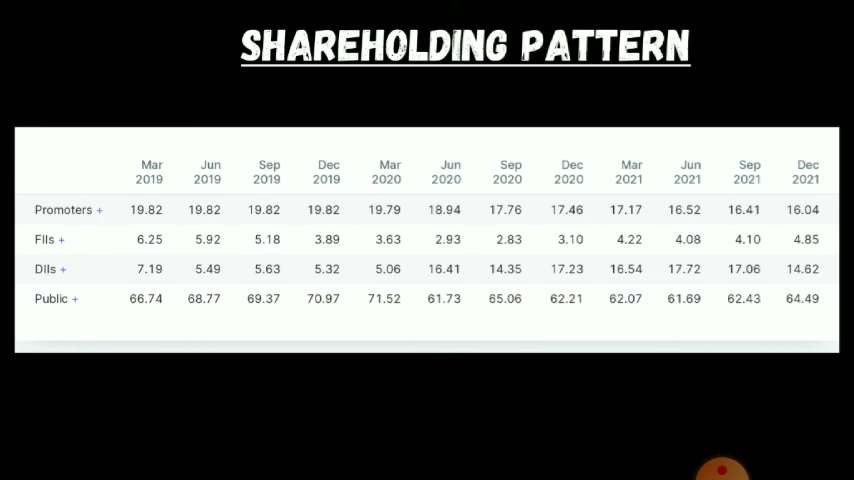 SHAREHOLDING PATTERN
Mar Jun Sep Dec Mar Jun Sep Dec Mar Jun Sep Dec
2019 2019 2019 2019 2020 2020 2020 2020 2021 2021 2021 2021
Promoters + 19.82 19.82 19.82 19.82 19.79 18.94 17.76 17.46 17.17 16.52 16.41 16.04
FIIs + 6.25 5.92 5.18 3.89 3.63 2.93 2.83 3.10 4.22 4.08 4.10 4.85
DIIs + 7.19 5.49 5.63 5.32 5.06 16.41 14.35 17.23 16.54 17.72 17.06 14.62
Public + 66.74 68.77 69.37 70.97 71.52 61.73 65.06 62.21 62.07 61.69 62.43 64.49